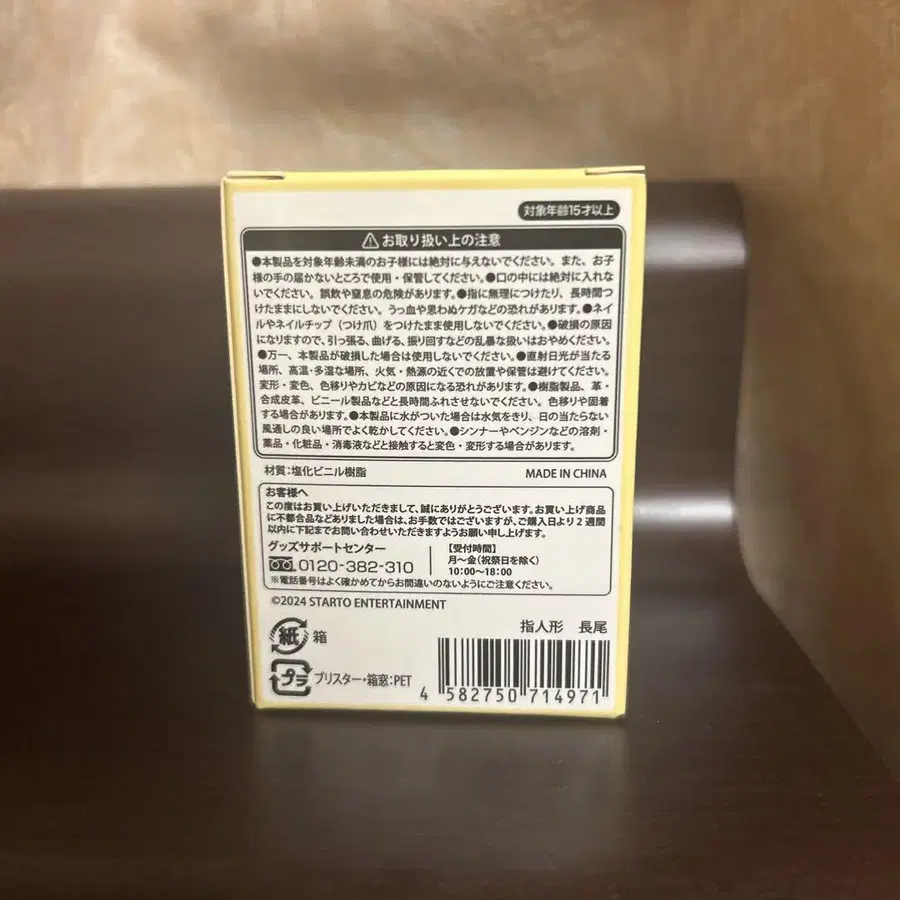 対象年齢15才以上
⚠お取り扱い上の注意
●本製品を対象年齢未満のお子様には絶対に与えないでください。また、お子
様の手の届かないところで使用・保管してください。●口の中には絶対に入れな
いでください。誤飲や窒息の危険があります。●指に無理につけたり、長時間つ
けたままにしないでください。うっ血や思わぬケガなどの恐れがあります。●ネイ
ルやネイルチップ（つけ爪）をつけたまま使用しないでください。●破損の原因
になりますので、引っ張る、曲げる、振り回すなどの乱暴な扱いはおやめください。
●万一、本製品が破損した場合は使用しないでください。●直射日光が当たる
場所、高温・多湿な場所、火気・熱源の近くでの放置や保管は避けてください。
変形・変色、色移りやカビなどの原因になる恐れがあります。●樹脂製品、革・
合成皮革、ビニール製品などと長時間ふれさせないでください。色移りや固着
する場合があります。●本製品に水がついた場合は水気をきり、日の当たらない
風通しの良い場所でよく乾かしてください。●シンナーやベンジンなどの溶剤・
薬品・化粧品・消毒液などと接触すると変色・変形する場合があります。
材質：塩化ビニル樹脂 MADE IN CHINA
お客様へ
この度はお買い上げいただきまして、誠にありがとうございます。お買い上げ商品
に不都合品などありました場合は、お手数ではございますが、ご購入日より2週間
以内に下記までお問い合わせいただきますようお願い申し上げます。
グッズサポートセンター
0120-382-310
【受付時間】
月〜金（祝祭日を除く）
10:00〜18:00
※電話番号はよく確かめてからお間違いのないようにご注意ください。
©2024 STARTO ENTERTAINMENT
指人形 長尾
紙 箱
プラ ブリスター・箱窓：PET
4 582750 714971